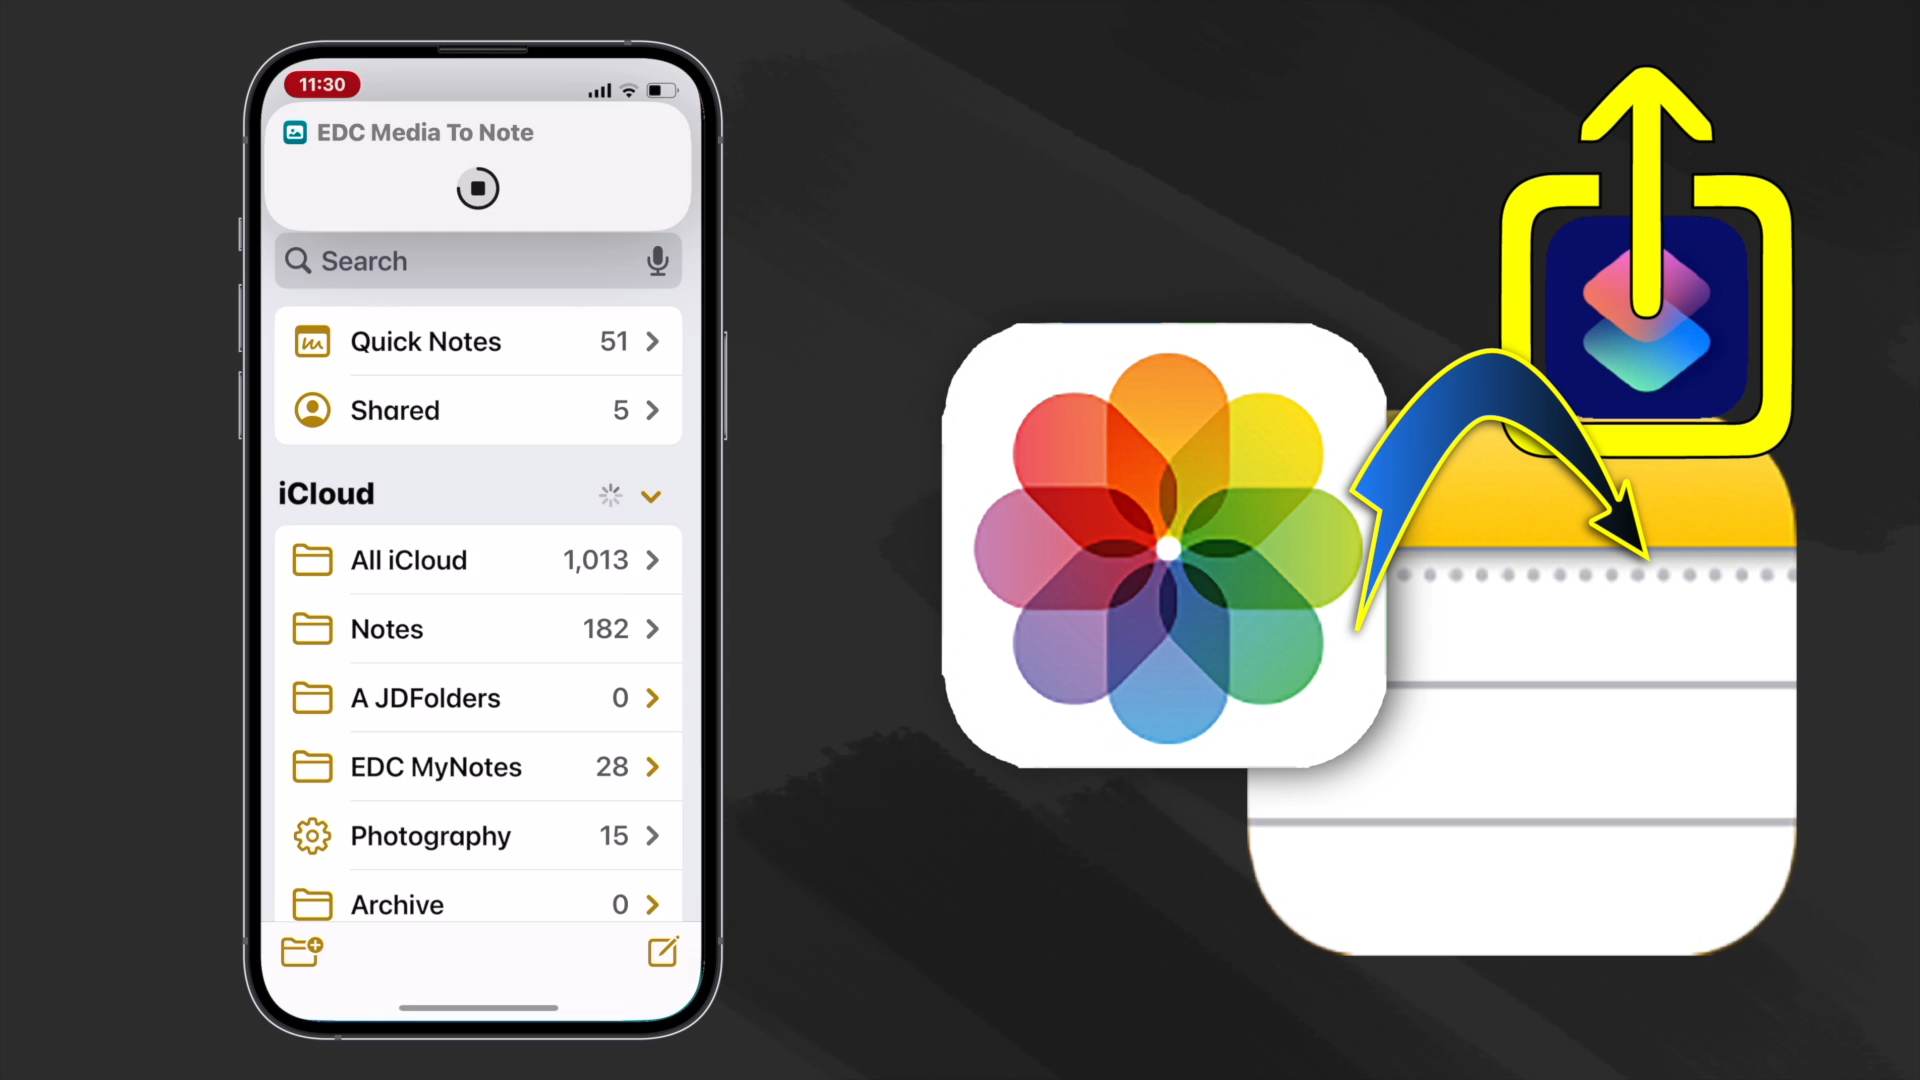 11:30
EDC Media To Note
Search
Quick Notes 51
Shared 5
iCloud
All iCloud 1,013
Notes 182
A JDFolders 0
EDC MyNotes 28
Photography 15
Archive 0